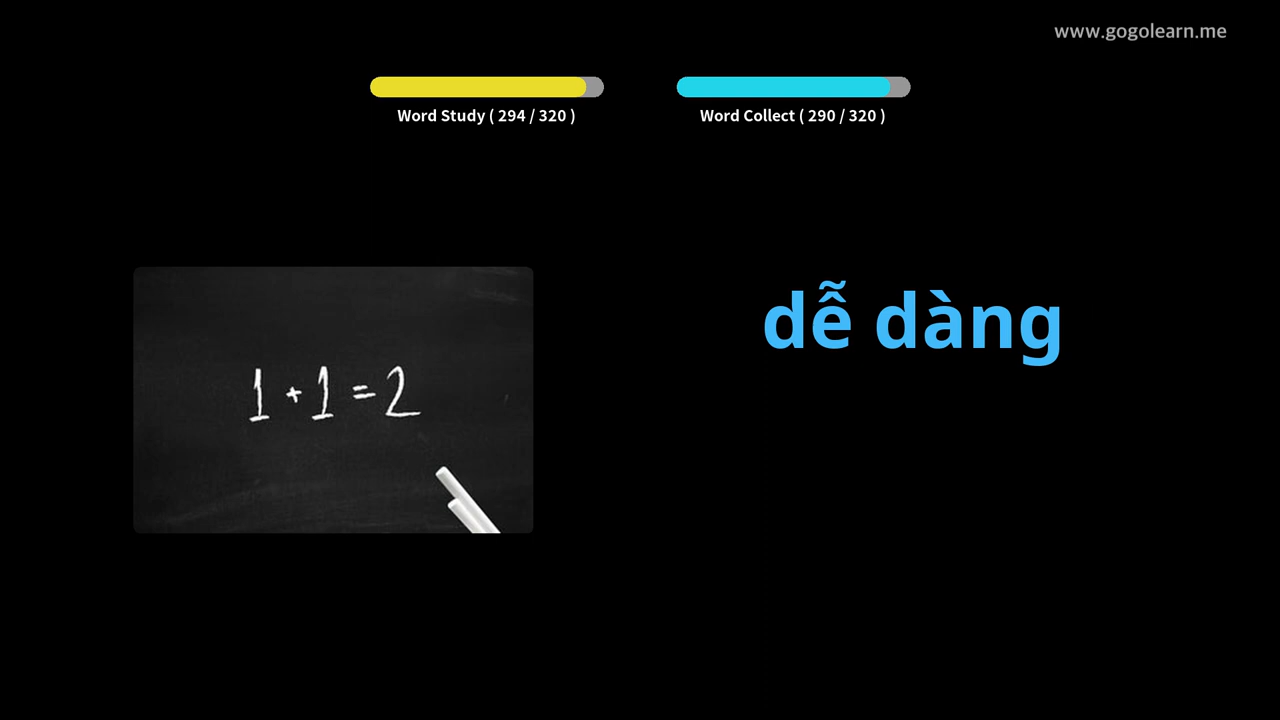 www.gogolearn.me
Word Study ( 294 / 320 )
Word Collect ( 290 / 320 )
dễ dàng
1 + 1 = 2